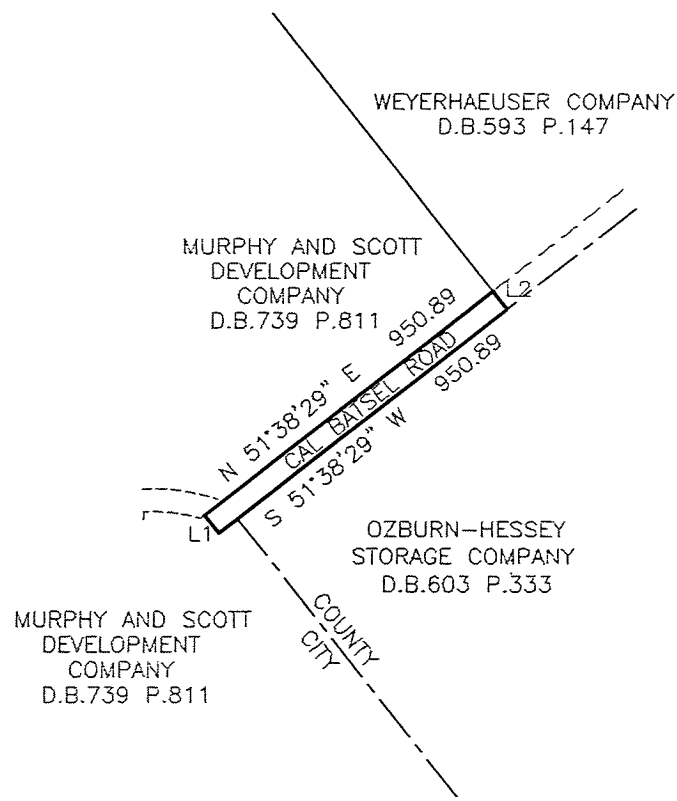 WEYERHAEUSER COMPANY
D.B.593 P.147
MURPHY AND SCOTT
DEVELOPMENT
COMPANY
D.B.739 P.811
L2
N 51°38'29" E 950.89
CAL BATSEL ROAD
S 51°38'29" W 950.89
L1
OZBURN-HESSEY
STORAGE COMPANY
D.B.603 P.333
COUNTY
CITY
MURPHY AND SCOTT
DEVELOPMENT
COMPANY
D.B.739 P.811